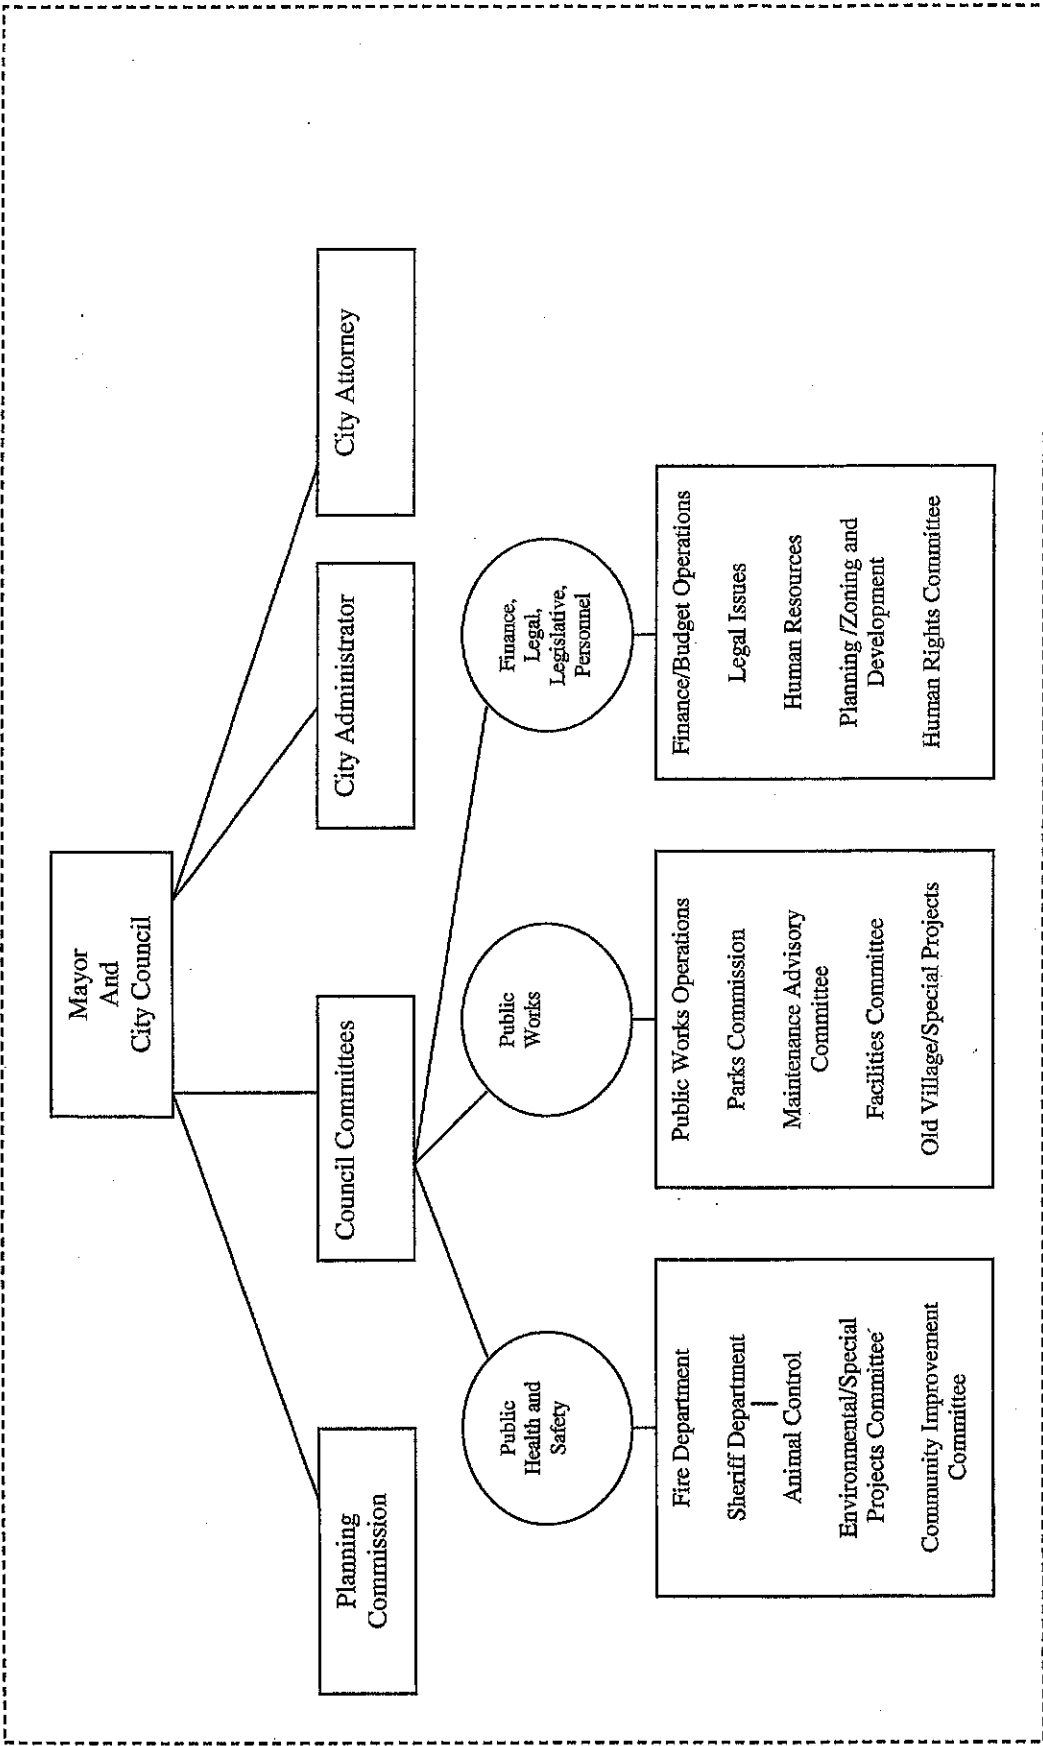 Mayor
And
City Council
Planning
Commission
Council Committees
City Administrator
City Attorney
Public
Health and
Safety
Public
Works
Finance,
Legal,
Legislative,
Personnel
Fire Department
Sheriff Department
Animal Control
Environmental/Special
Projects Committee
Community Improvement
Committee
Public Works Operations
Parks Commission
Maintenance Advisory
Committee
Facilities Committee
Old Village/Special Projects
Finance/Budget Operations
Legal Issues
Human Resources
Planning /Zoning and
Development
Human Rights Committee